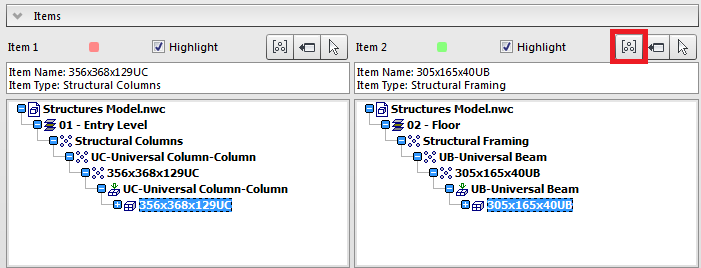 Items
Item 1
Highlight
Item 2
Highlight
Item Name: 356x368x129UC
Item Type: Structural Columns
Item Name: 305x165x40UB
Item Type: Structural Framing
Structures Model.nwc
01 - Entry Level
Structural Columns
UC-Universal Column-Column
356x368x129UC
UC-Universal Column-Column
356x368x129UC
Structures Model.nwc
02 - Floor
Structural Framing
UB-Universal Beam
305x165x40UB
UB-Universal Beam
305x165x40UB